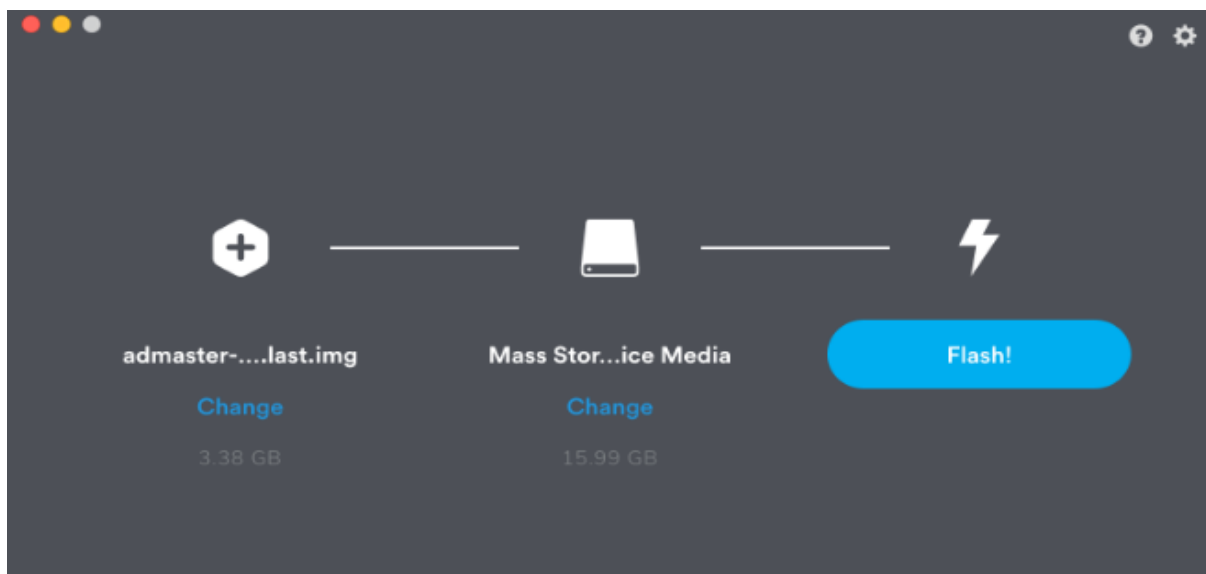 admaster-....last.img
Mass Stor...ice Media
Flash!
Change
Change
3.38 GB
15.99 GB